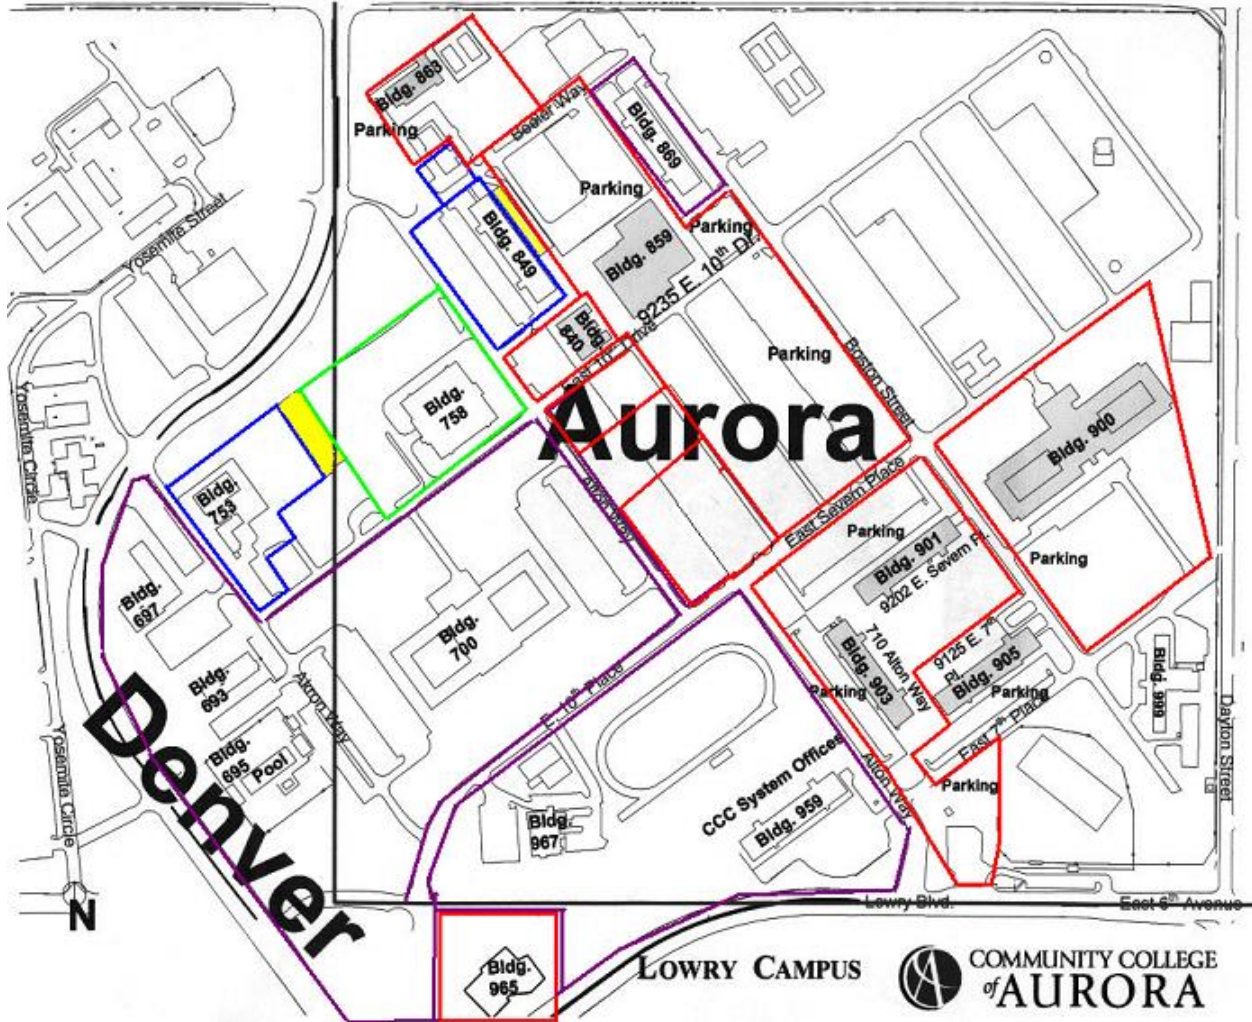 Bldg. 863
Parking
Beeler Way
Bldg. 869
Parking
Parking
Bldg. 849
Bldg. 859
9235 E. 10th Dr.
Yosemite Street
Bldg.
840
East 10th Drive
Parking
Boston Street
Bldg.
758
Aurora
Bldg. 900
Yosemite Circle
Bldg.
753
Alton Way
East Severn Place
Parking
Bldg. 901
9202 E. Severn Pl.
Parking
Bldg.
697
Bldg.
700
Bldg. 903
710 Alton Way
9125 E. 7th
Pl.
Bldg. 905
Parking
Parking
Bldg. 999
Bldg.
693
Akron Way
E. 10th Place
East 7th Place
Dayton Street
Denver
Bldg.
695
Pool
Yosemite Circle
CCC System Offices
Bldg. 959
Alton Way
Parking
Bldg.
967
N
Lowry Blvd.
East 6th Avenue
Bldg.
965
LOWRY CAMPUS
COMMUNITY COLLEGE
of AURORA